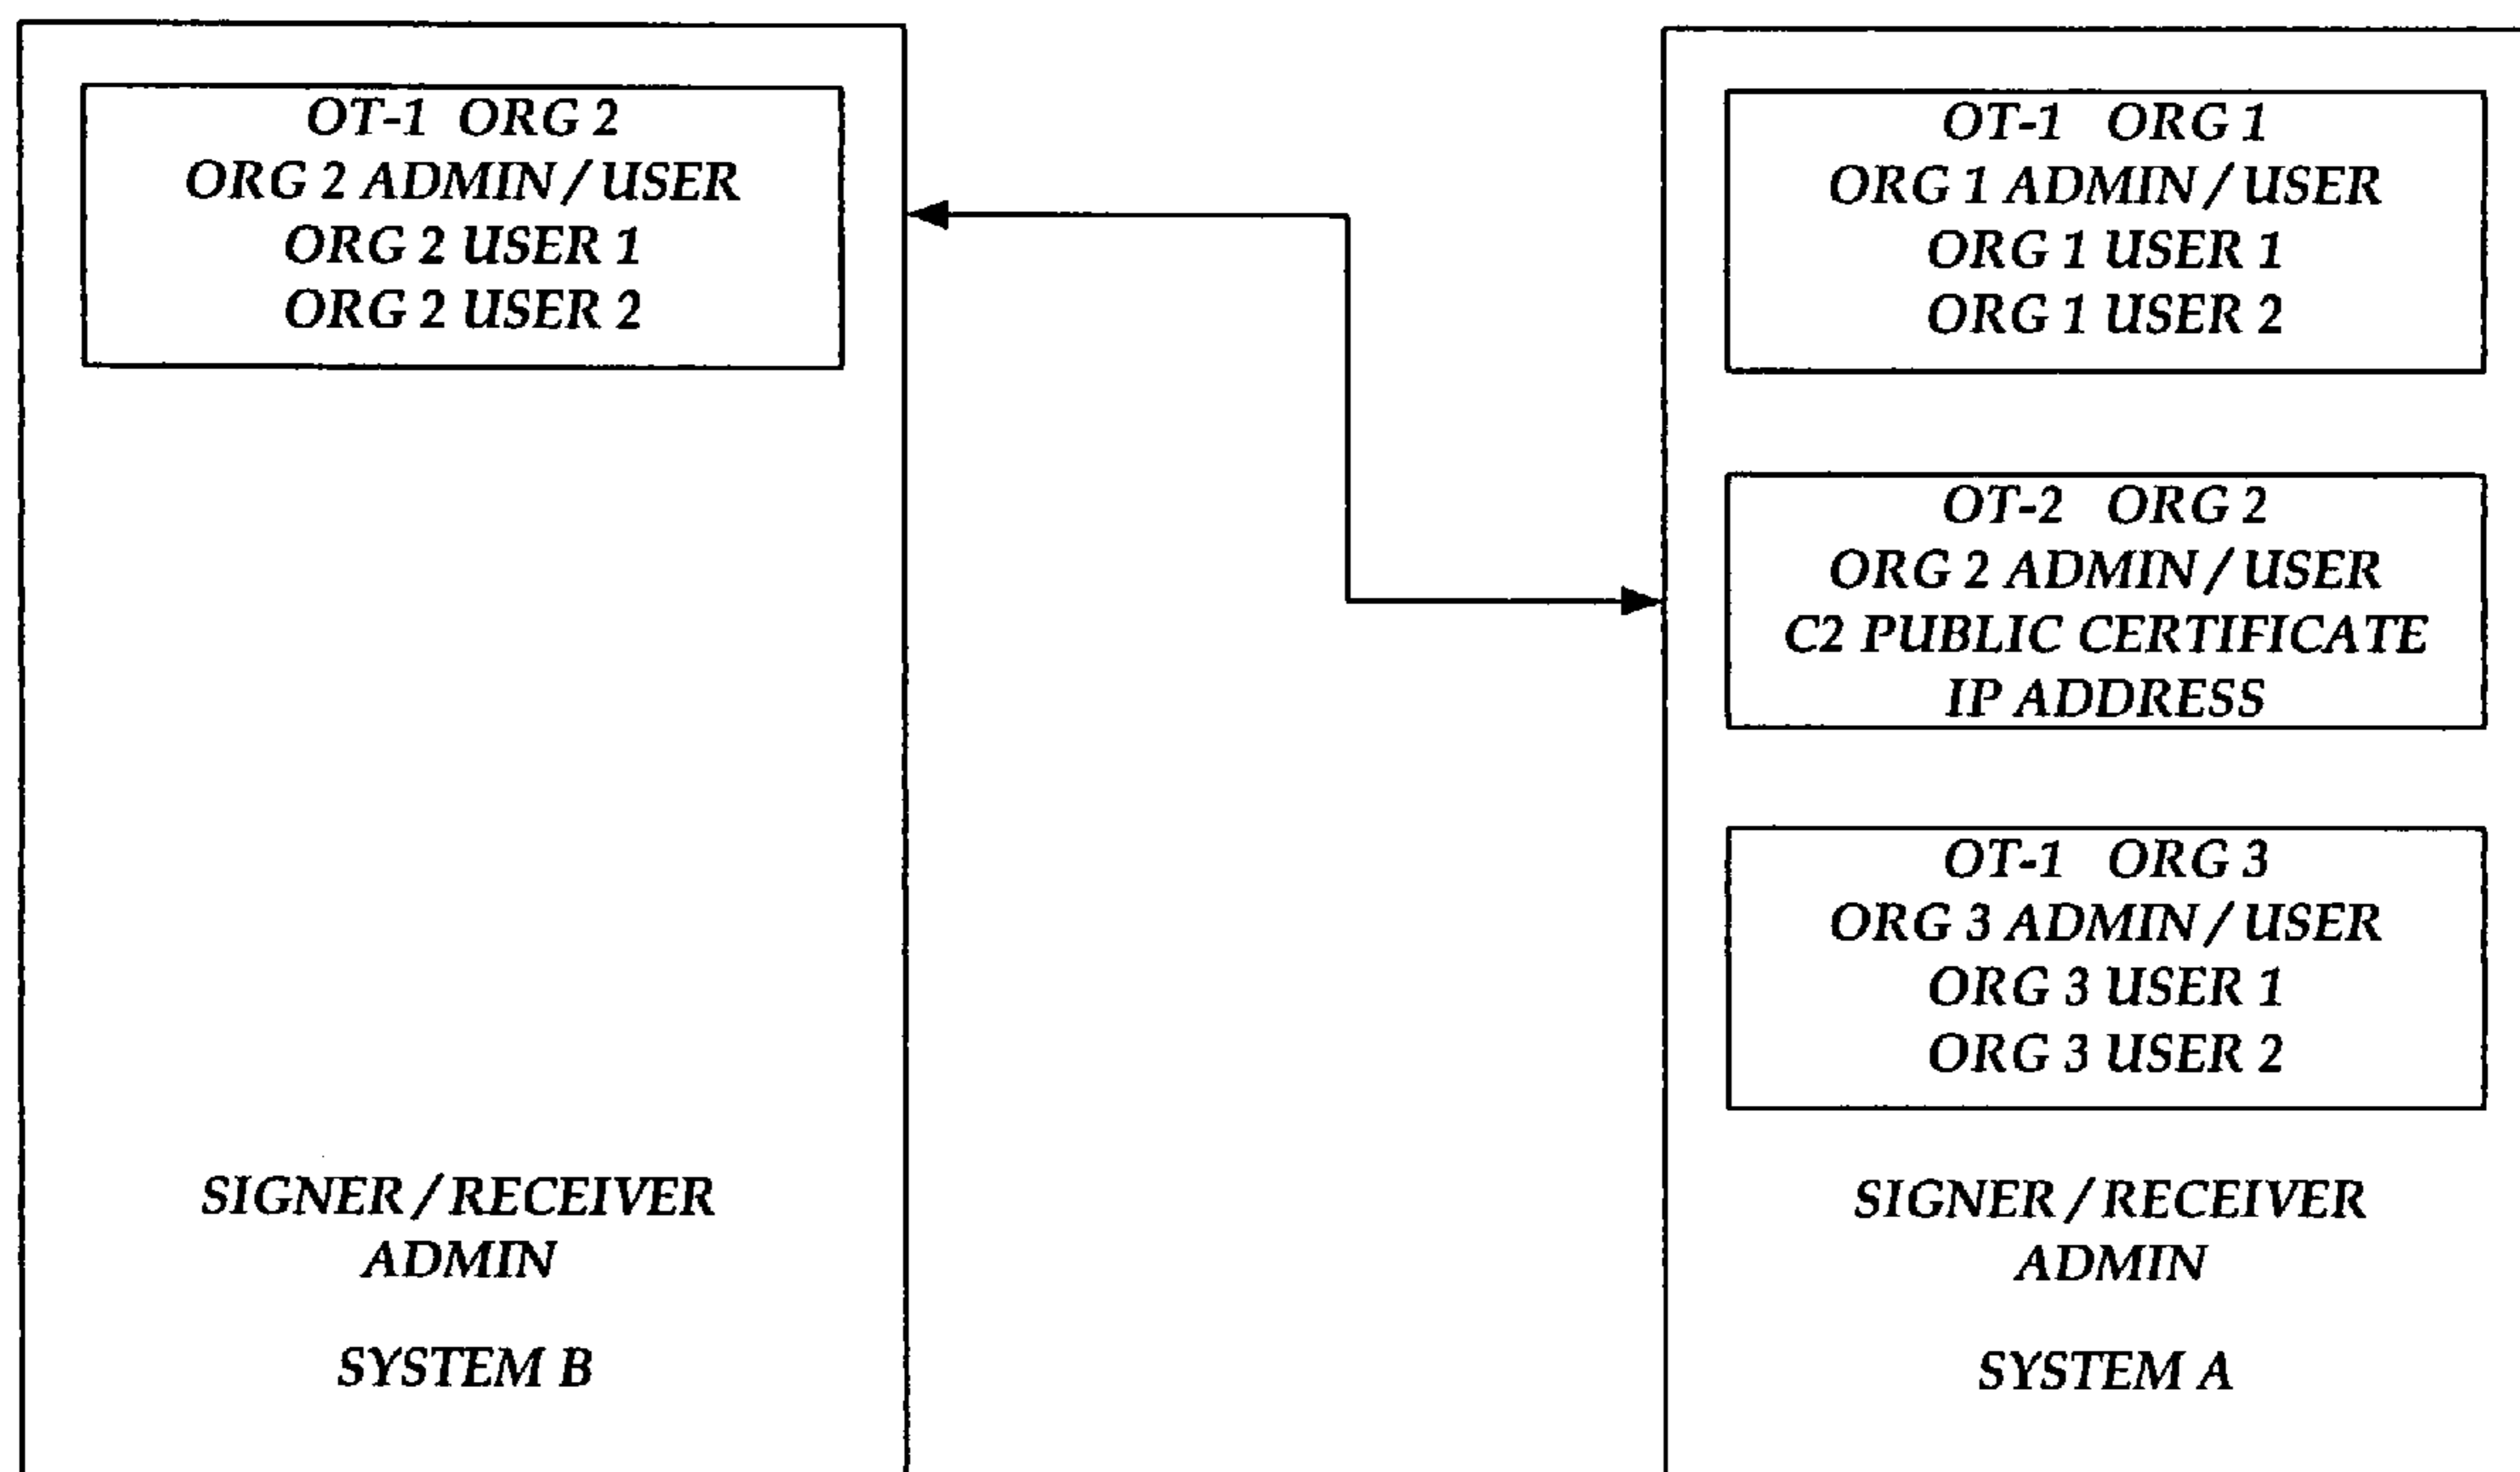 OT-1 ORG 2
ORG 2 ADMIN / USER
ORG 2 USER 1
ORG 2 USER 2
SIGNER / RECEIVER
ADMIN
SYSTEM B
OT-1 ORG 1
ORG 1 ADMIN / USER
ORG 1 USER 1
ORG 1 USER 2
OT-2 ORG 2
ORG 2 ADMIN / USER
C2 PUBLIC CERTIFICATE
IP ADDRESS
OT-1 ORG 3
ORG 3 ADMIN / USER
ORG 3 USER 1
ORG 3 USER 2
SIGNER / RECEIVER
ADMIN
SYSTEM A